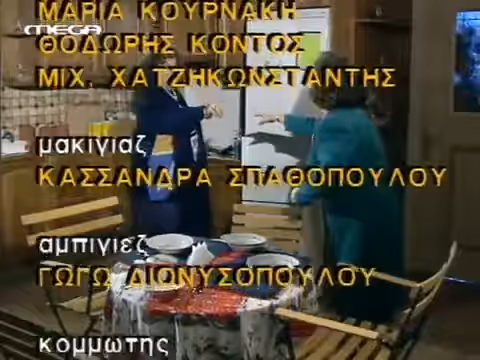 ΜΑΡΙΑ ΚΟΥΡΝΑΚΗ
MEGA
ΘΟΔΩΡΗΣ ΚΟΝΤΟΣ
ΜΙΧ. ΧΑΤΖΗΚΩΝΣΤΑΝΤΗΣ
μακιγιαζ
ΚΑΣΣΑΝΔΡΑ ΣΠΑΘΟΠΟΥΛΟΥ
αμπιγιεζ
ΓΩΓΩ ΔΙΟΝΥΣΟΠΟΥΛΟΥ
κομμωτης